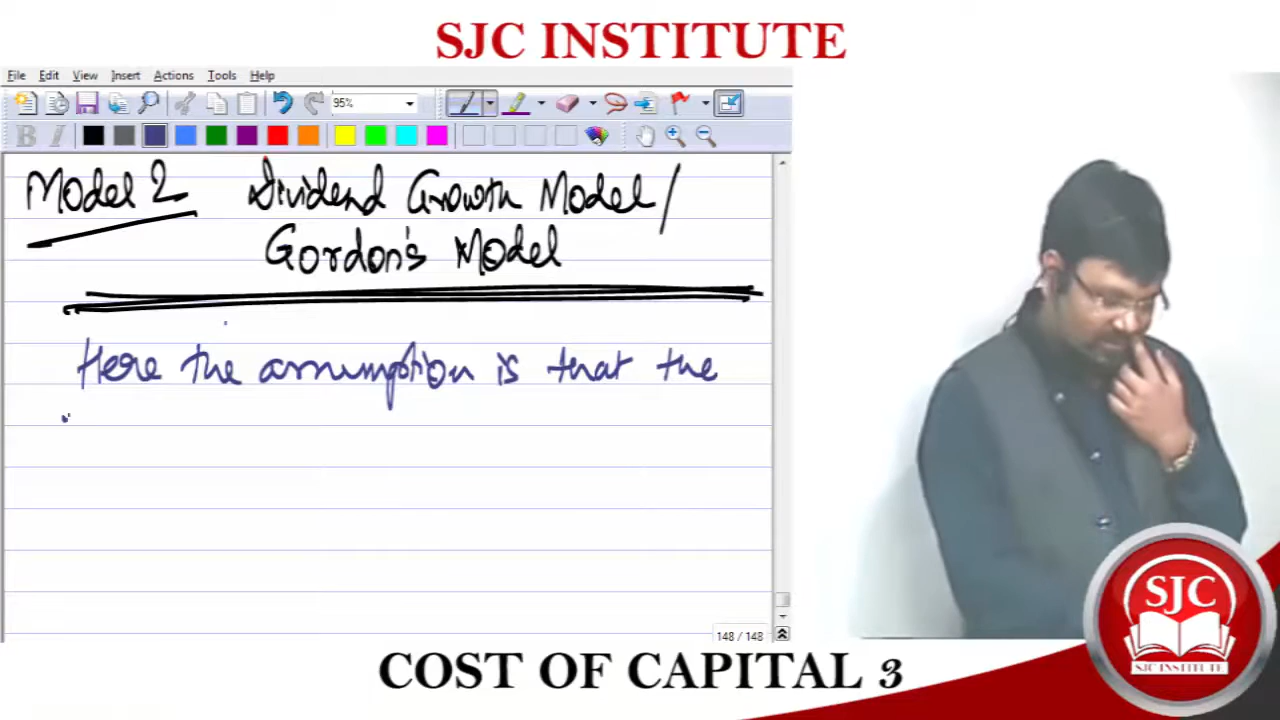 SJC INSTITUTE
File Edit View Insert Actions Tools Help
95%
B I
Model 2 Dividend Growth Model /
Gordon's Model
Here the assumption is that the
148 / 148
SJC
SJC INSTITUTE
COST OF CAPITAL 3